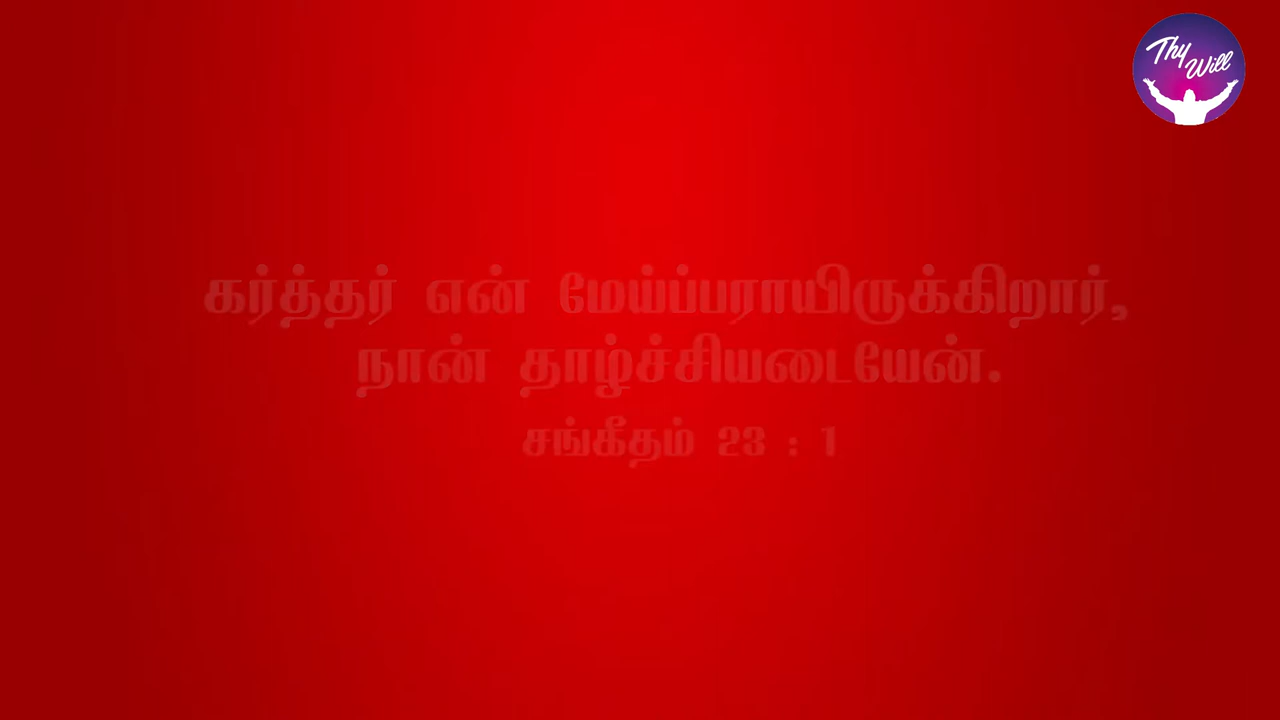 Thy Will
கர்த்தர் என் மேய்ப்பராயிருக்கிறார்,
நான் தாழ்ச்சியடையேன்.
சங்கீதம் 23 : 1